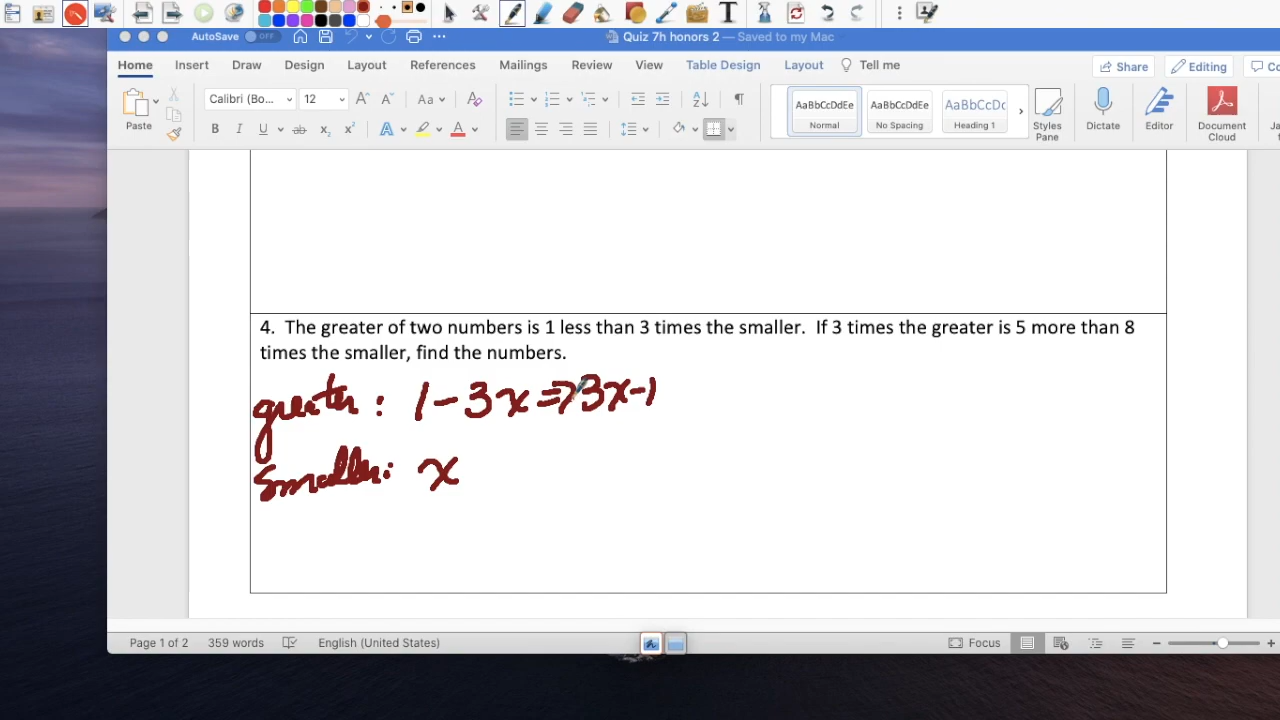 AutoSave OFF
Quiz 7h honors 2 — Saved to my Mac
Home Insert Draw Design Layout References Mailings Review View Table Design Layout Tell me
Share Editing Co
Calibri (Bo... 12
Paste
AaBbCcDdEe AaBbCcDdEe AaBbCcDc
Normal No Spacing Heading 1
Styles Pane Dictate Editor Document Cloud
4. The greater of two numbers is 1 less than 3 times the smaller. If 3 times the greater is 5 more than 8
times the smaller, find the numbers.
greater : 1 - 3x => 3x-1
smaller: x
Page 1 of 2 359 words English (United States) Focus